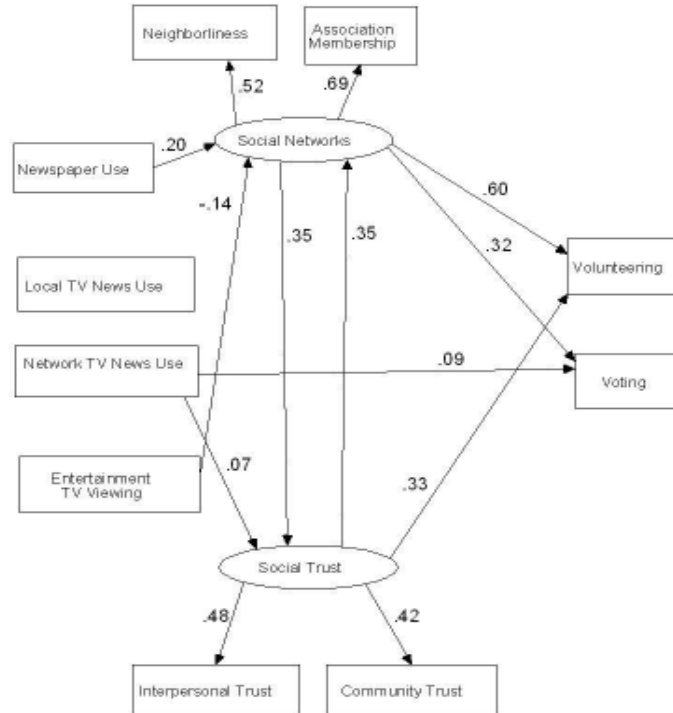 Neighborliness
Association
Membership
.52
.69
Social Networks
.20
Newspaper Use
-.14
.60
.35
.35
.32
Volunteering
Local TV News Use
Network TV News Use
.09
Voting
.07
Entertainment
TV Viewing
.33
Social Trust
.48
.42
Interpersonal Trust
Community Trust